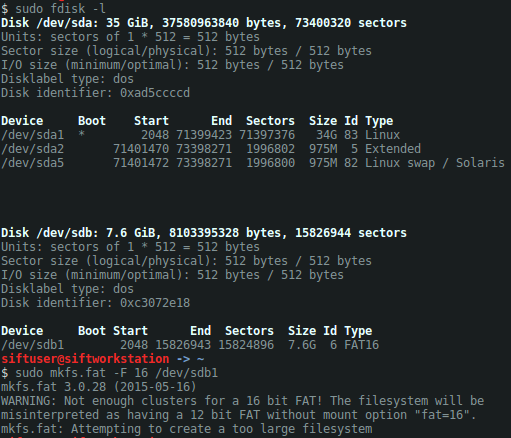 $ sudo fdisk -l
Disk /dev/sda: 35 GiB, 37580963840 bytes, 73400320 sectors
Units: sectors of 1 * 512 = 512 bytes
Sector size (logical/physical): 512 bytes / 512 bytes
I/O size (minimum/optimal): 512 bytes / 512 bytes
Disklabel type: dos
Disk identifier: 0xad5ccccd
Device     Boot    Start      End  Sectors  Size Id Type
/dev/sda1  *        2048 71399423 71397376   34G 83 Linux
/dev/sda2       71401470 73398271  1996802  975M  5 Extended
/dev/sda5       71401472 73398271  1996800  975M 82 Linux swap / Solaris
Disk /dev/sdb: 7.6 GiB, 8103395328 bytes, 15826944 sectors
Units: sectors of 1 * 512 = 512 bytes
Sector size (logical/physical): 512 bytes / 512 bytes
I/O size (minimum/optimal): 512 bytes / 512 bytes
Disklabel type: dos
Disk identifier: 0xc3072e18
Device     Boot Start      End  Sectors  Size Id Type
/dev/sdb1        2048 15826943 15824896  7.6G  6 FAT16
siftuser@siftworkstation -> ~
$ sudo mkfs.fat -F 16 /dev/sdb1
mkfs.fat 3.0.28 (2015-05-16)
WARNING: Not enough clusters for a 16 bit FAT! The filesystem will be
misinterpreted as having a 12 bit FAT without mount option "fat=16".
mkfs.fat: Attempting to create a too large filesystem